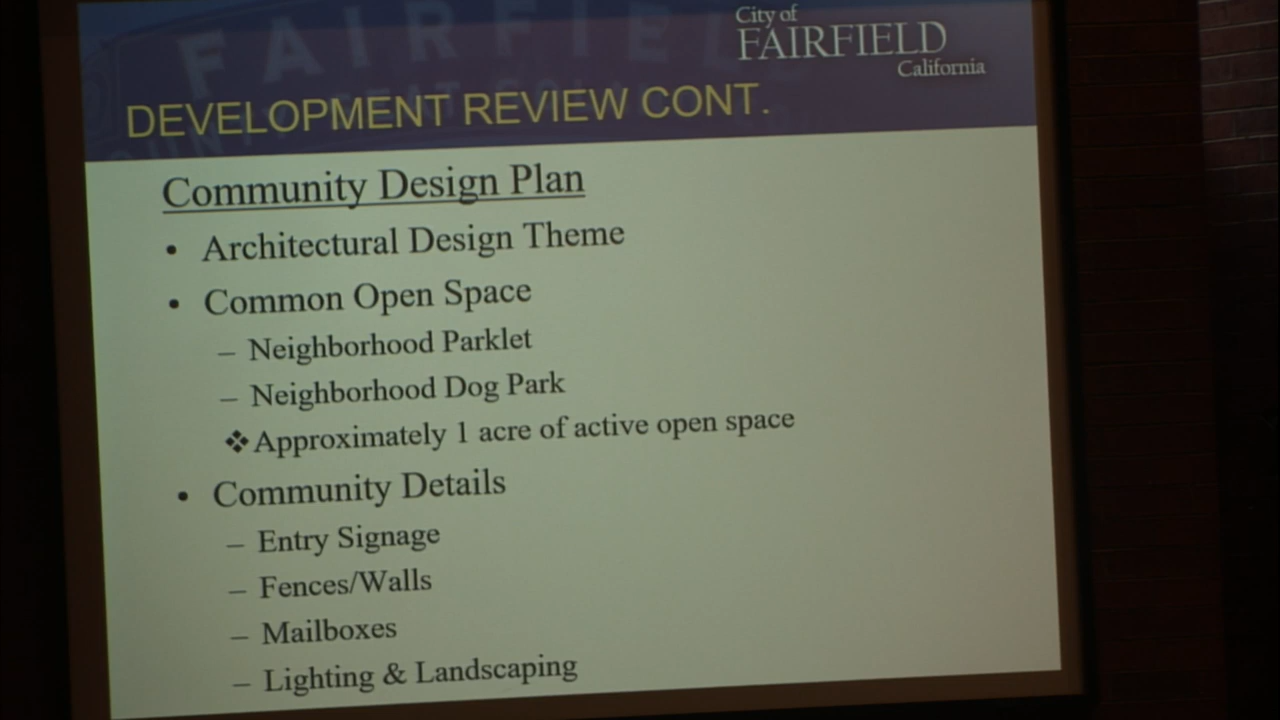 City of
FAIRFIELD
California
FAIRFIEL
DEVELOPMENT REVIEW CONT.
Community Design Plan
• Architectural Design Theme
• Common Open Space
– Neighborhood Parklet
– Neighborhood Dog Park
❖Approximately 1 acre of active open space
• Community Details
– Entry Signage
– Fences/Walls
– Mailboxes
– Lighting & Landscaping